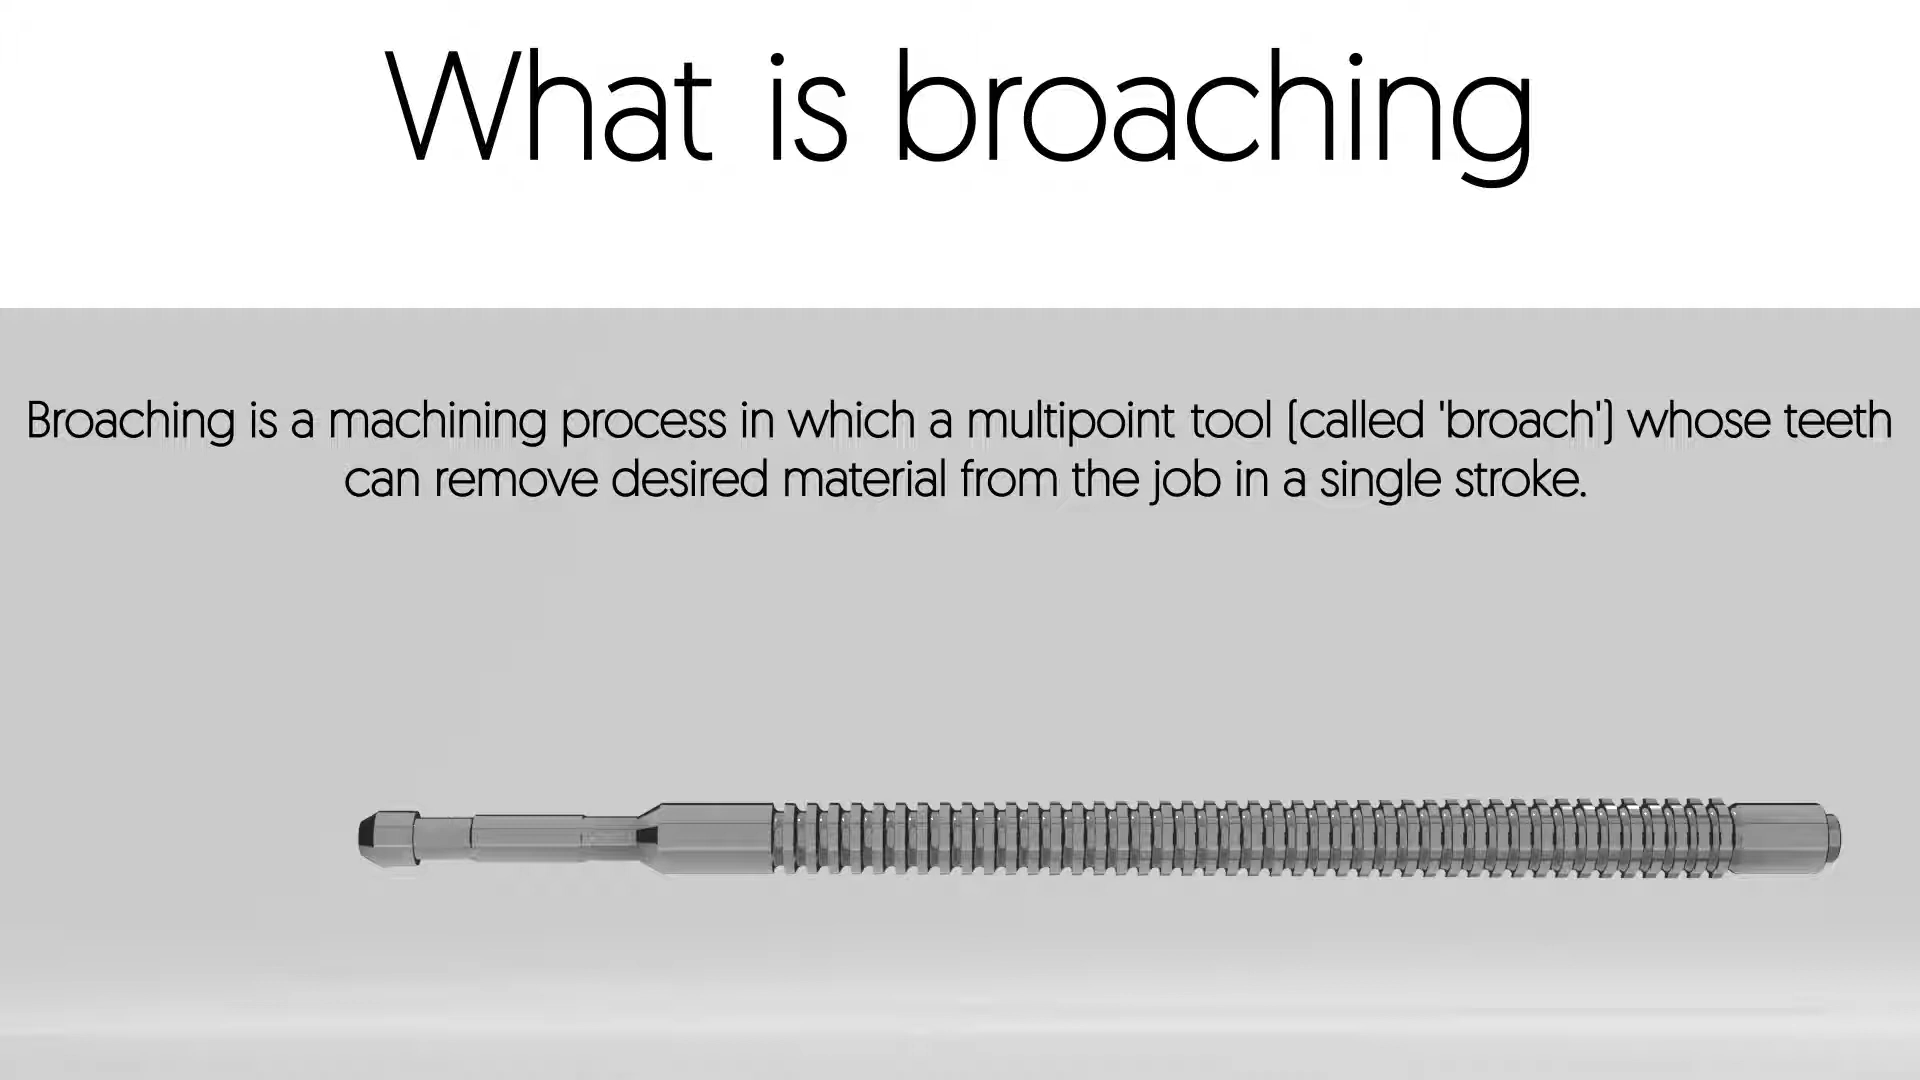 What is broaching
Broaching is a machining process in which a multipoint tool (called 'broach') whose teeth
can remove desired material from the job in a single stroke.